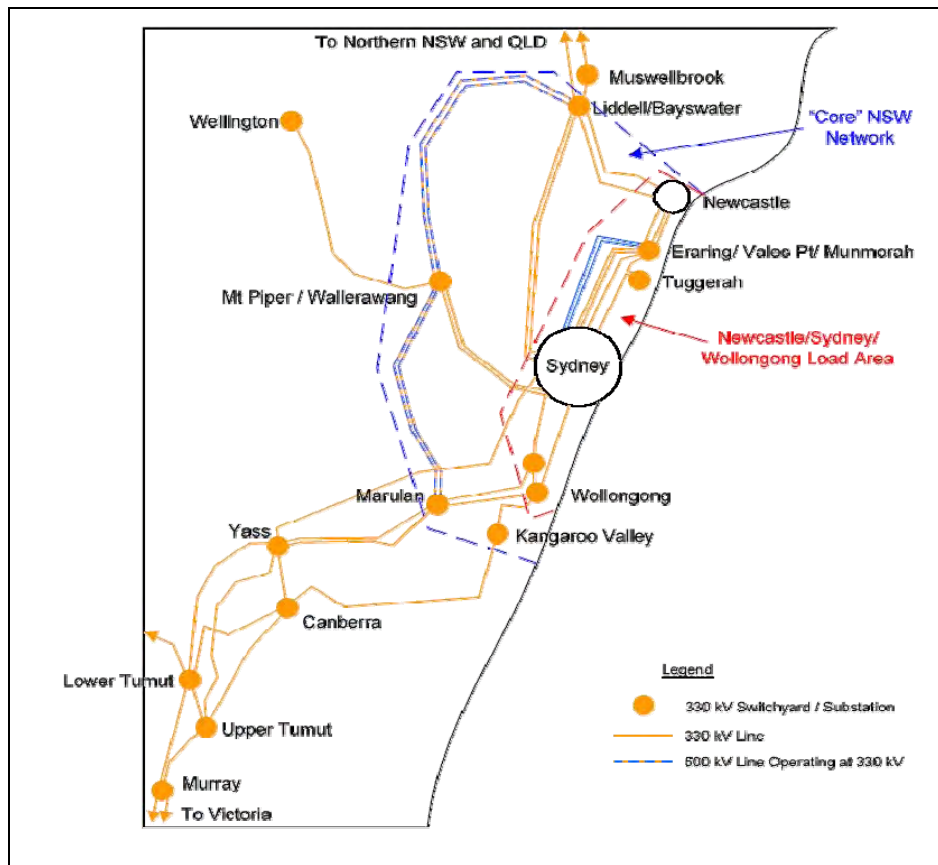 To Northern NSW and QLD
Muswellbrook
Liddell/Bayswater
Wellington
"Core" NSW
Network
Newcastle
Eraring/ Vales Pt/ Munmorah
Tuggerah
Mt Piper / Wallerawang
Newcastle/Sydney/
Wollongong Load Area
Sydney
Marulan
Wollongong
Yass
Kangaroo Valley
Canberra
Lower Tumut
Upper Tumut
Murray
To Victoria
Legend
330 kV Switchyard / Substation
330 kV Line
500 kV Line Operating at 330 kV